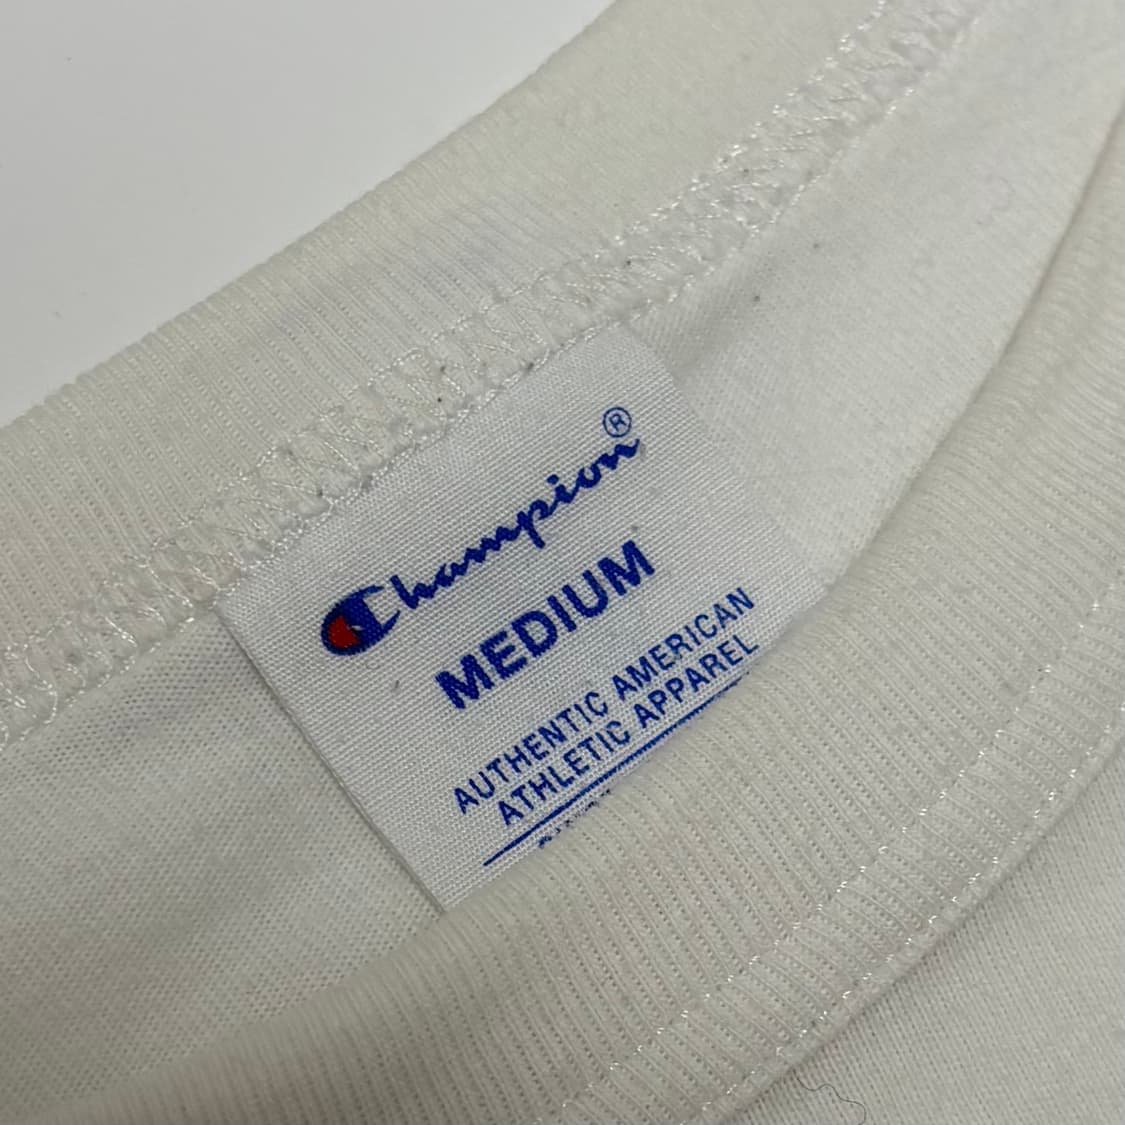 Champion®
MEDIUM
AUTHENTIC AMERICAN
ATHLETIC APPAREL